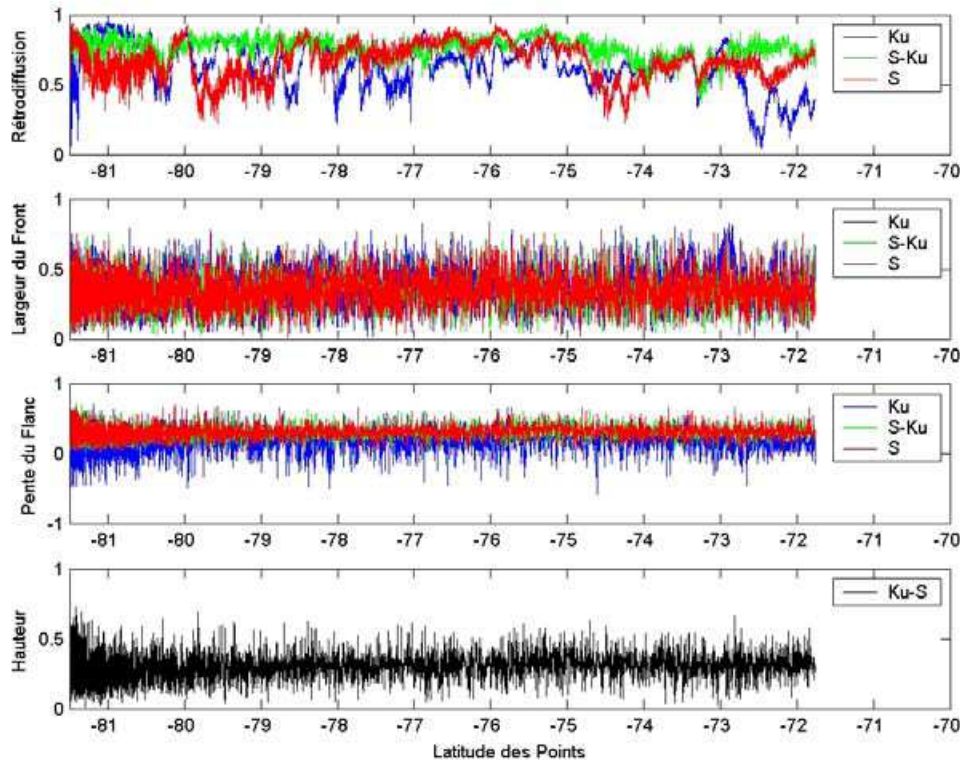 1
0.5
0
Rétrodiffusion
Ku
S-Ku
S
-81 -80 -79 -78 -77 -76 -75 -74 -73 -72 -71 -70
1
0.5
0
Largeur du Front
Ku
S-Ku
S
-81 -80 -79 -78 -77 -76 -75 -74 -73 -72 -71 -70
1
0
-1
Pente du Flanc
Ku
S-Ku
S
-81 -80 -79 -78 -77 -76 -75 -74 -73 -72 -71 -70
1
0.5
0
Hauteur
Ku-S
-81 -80 -79 -78 -77 -76 -75 -74 -73 -72 -71 -70
Latitude des Points